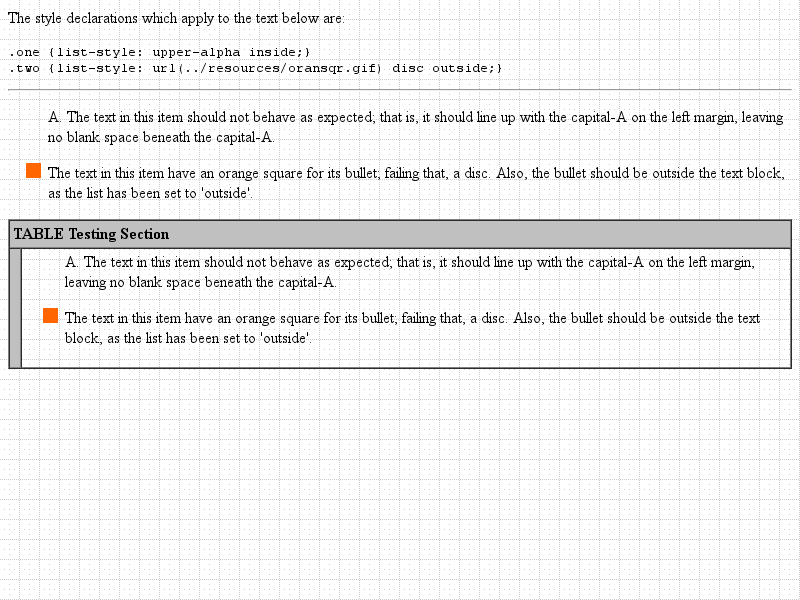 The style declarations which apply to the text below are:
.one {list-style: upper-alpha inside;}
.two {list-style: url(../resources/oransqr.gif) disc outside;}
A. The text in this item should not behave as expected; that is, it should line up with the capital-A on the left margin, leaving
no blank space beneath the capital-A.
The text in this item have an orange square for its bullet; failing that, a disc. Also, the bullet should be outside the text block,
as the list has been set to 'outside'.
TABLE Testing Section
A. The text in this item should not behave as expected; that is, it should line up with the capital-A on the left margin,
leaving no blank space beneath the capital-A.
The text in this item have an orange square for its bullet; failing that, a disc. Also, the bullet should be outside the text
block, as the list has been set to 'outside'.